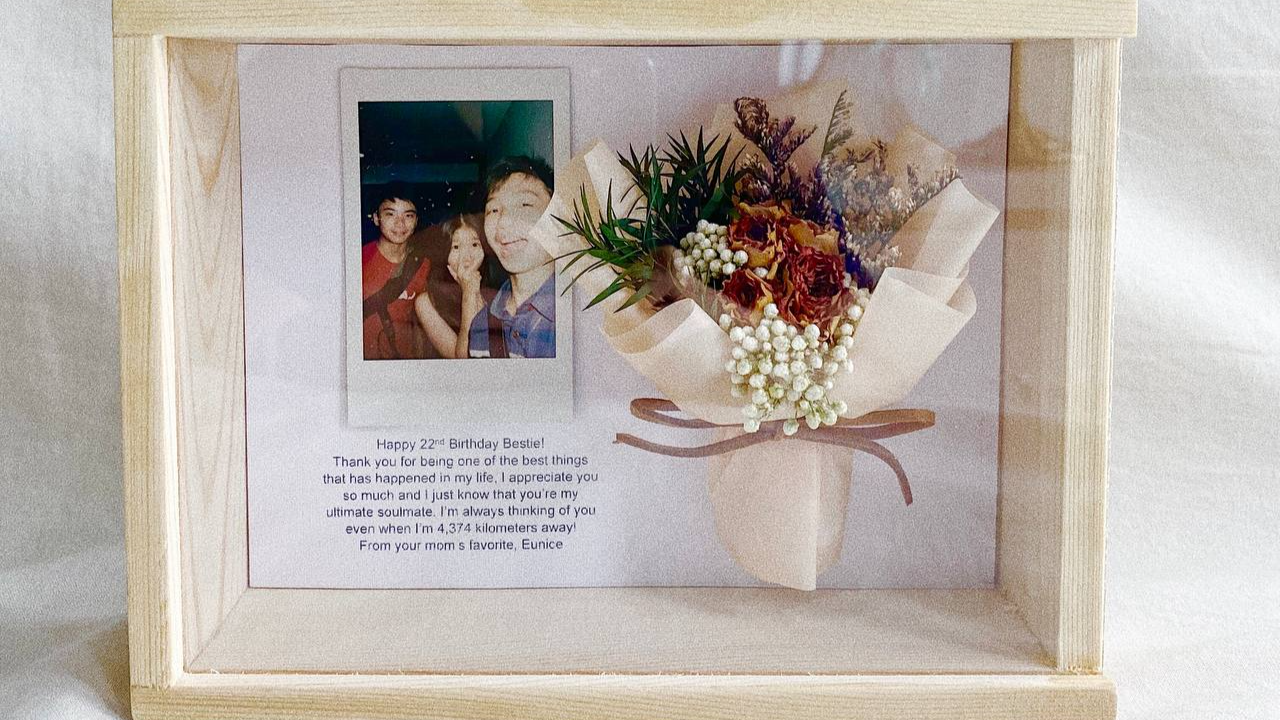 Happy 22nd Birthday Bestie!
Thank you for being one of the best things
that has happened in my life, I appreciate you
so much and I just know that you're my
ultimate soulmate. I'm always thinking of you
even when I'm 4,374 kilometers away!
From your mom s favorite, Eunice